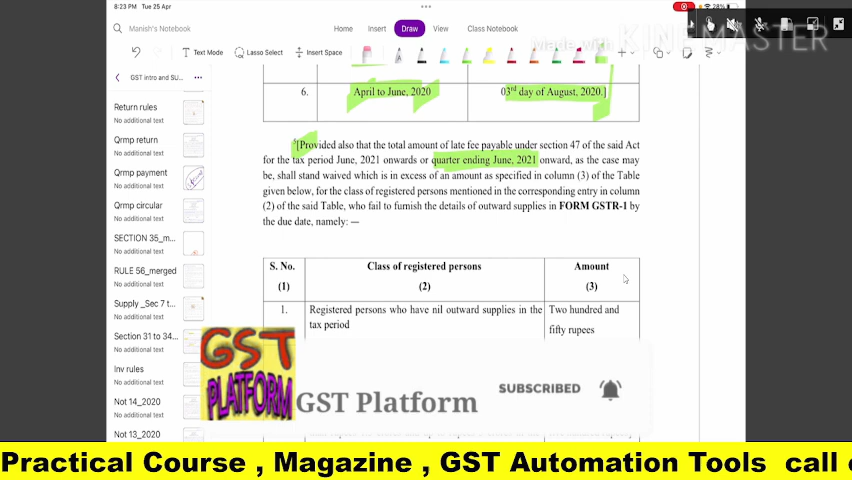 8:23 PM Tue 25 Apr
28%
Manish's Notebook
Home Insert Draw View Class Notebook
Made with KINEMASTER
Text Mode Lasso Select Insert Space
GST intro and SU...
6. April to June, 2020 03rd day of August, 2020.]
Return rules
No additional text
Qrmp return
No additional text
Qrmp payment
No additional text
Qrmp circular
No additional text
SECTION 35_m...
No additional text
RULE 56_merged
No additional text
Supply _Sec 7 t...
No additional text
Section 31 to 34...
No additional text
Inv rules
No additional text
Not 14_2020
No additional text
Not 13_2020
[Provided also that the total amount of late fee payable under section 47 of the said Act
for the tax period June, 2021 onwards or quarter ending June, 2021 onward, as the case may
be, shall stand waived which is in excess of an amount as specified in column (3) of the Table
given below, for the class of registered persons mentioned in the corresponding entry in column
(2) of the said Table, who fail to furnish the details of outward supplies in FORM GSTR-1 by
the due date, namely: —
S. No. Class of registered persons Amount
(1) (2) (3)
1. Registered persons who have nil outward supplies in the Two hundred and
tax period fifty rupees
GST
PLATFORM
GST Platform
SUBSCRIBED
Practical Course , Magazine , GST Automation Tools call